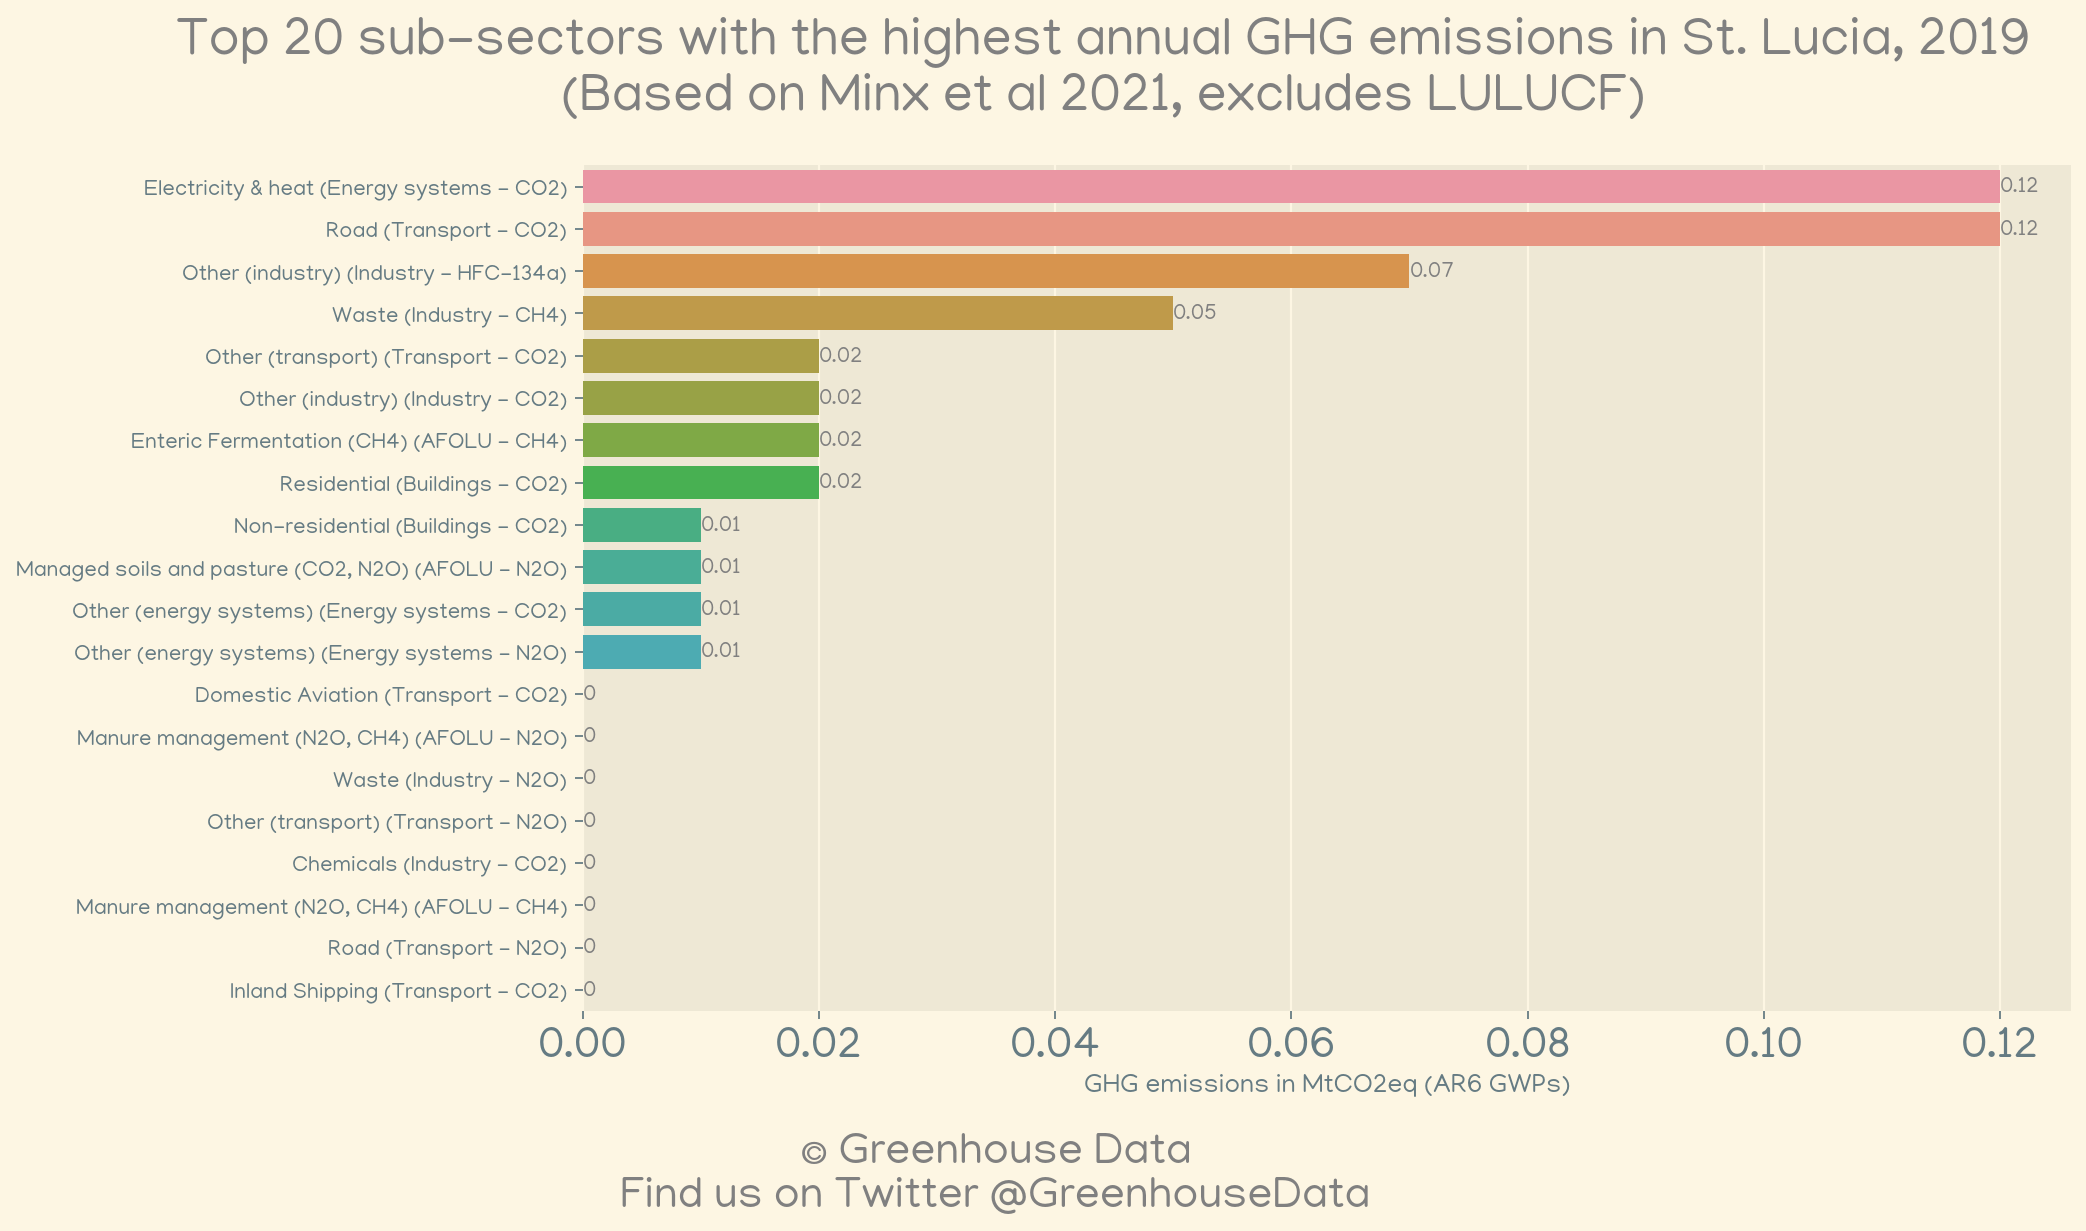 Top 20 sub-sectors with the highest annual GHG emissions in St. Lucia, 2019
(Based on Minx et al 2021, excludes LULUCF)
Electricity & heat (Energy systems - CO2) 0.12
Road (Transport - CO2) 0.12
Other (industry) (Industry - HFC-134a) 0.07
Waste (Industry - CH4) 0.05
Other (transport) (Transport - CO2) 0.02
Other (industry) (Industry - CO2) 0.02
Enteric Fermentation (CH4) (AFOLU - CH4) 0.02
Residential (Buildings - CO2) 0.02
Non-residential (Buildings - CO2) 0.01
Managed soils and pasture (CO2, N2O) (AFOLU - N2O) 0.01
Other (energy systems) (Energy systems - CO2) 0.01
Other (energy systems) (Energy systems - N2O) 0.01
Domestic Aviation (Transport - CO2) 0
Manure management (N2O, CH4) (AFOLU - N2O) 0
Waste (Industry - N2O) 0
Other (transport) (Transport - N2O) 0
Chemicals (Industry - CO2) 0
Manure management (N2O, CH4) (AFOLU - CH4) 0
Road (Transport - N2O) 0
Inland Shipping (Transport - CO2) 0
0.00 0.02 0.04 0.06 0.08 0.10 0.12
GHG emissions in MtCO2eq (AR6 GWPs)
© Greenhouse Data
Find us on Twitter @GreenhouseData